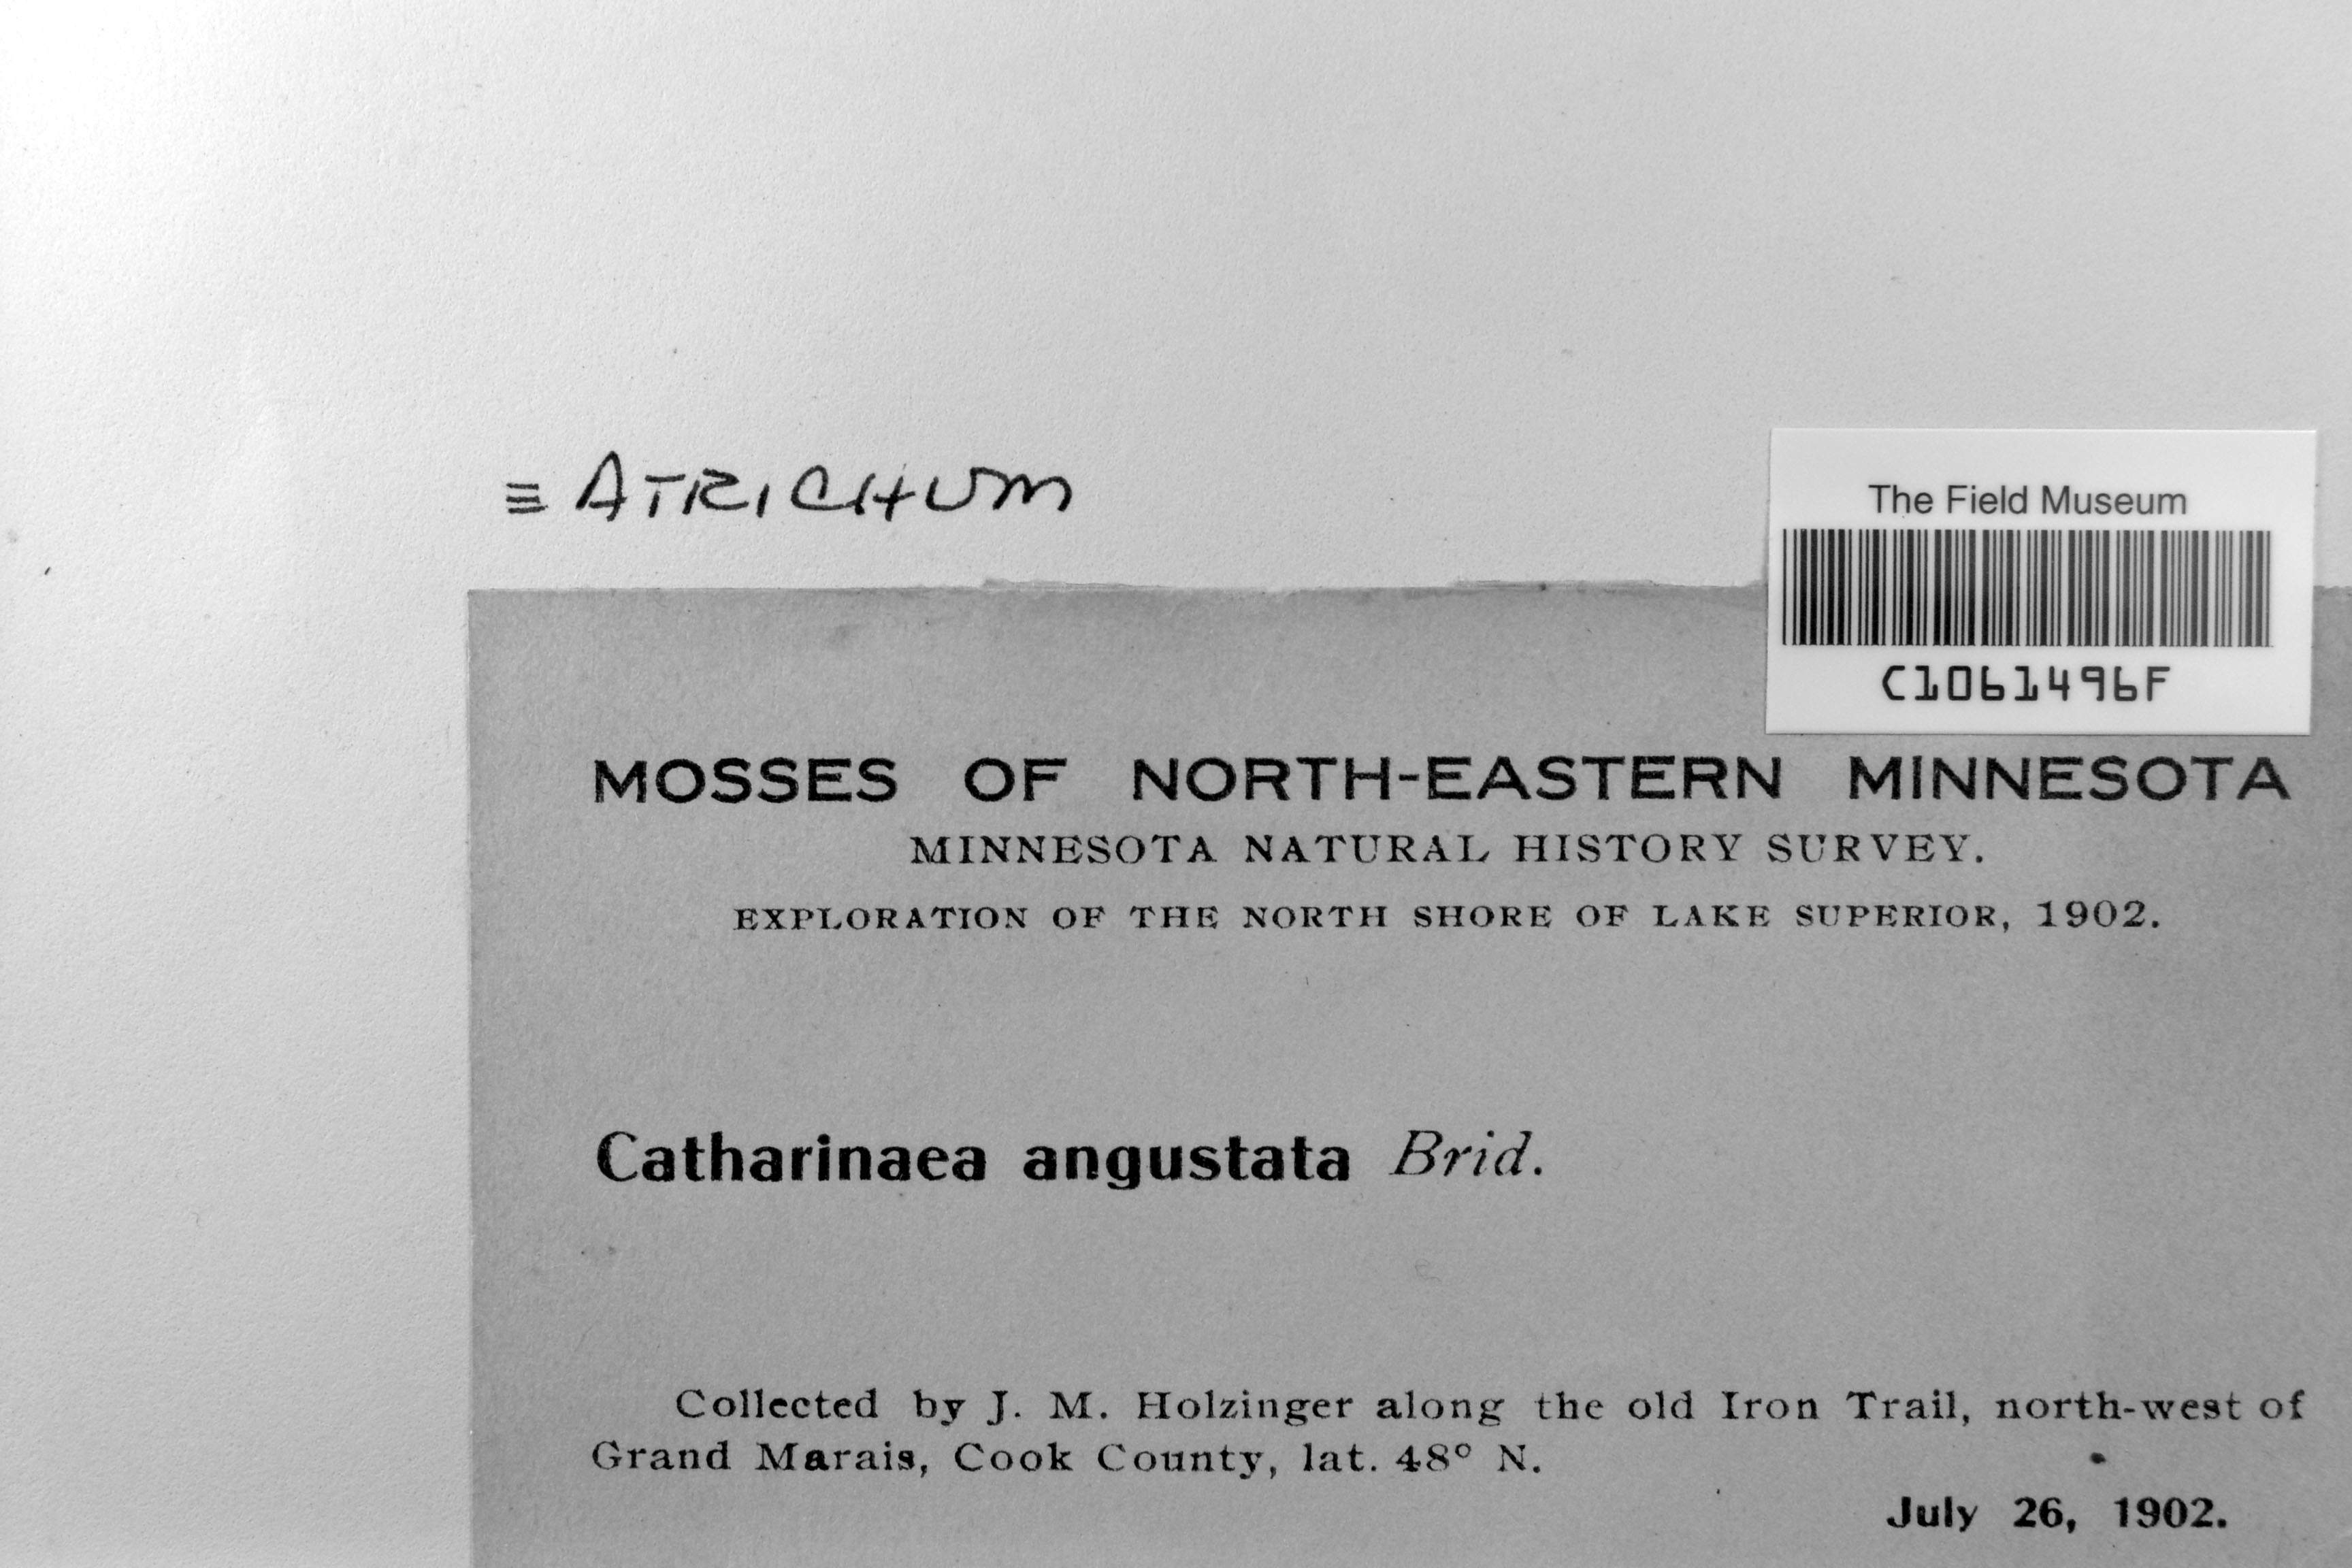 ≡ ATRICHUM
The Field Museum
C1061496F
MOSSES OF NORTH-EASTERN MINNESOTA
MINNESOTA NATURAL HISTORY SURVEY.
EXPLORATION OF THE NORTH SHORE OF LAKE SUPERIOR, 1902.
Catharinaea angustata Brid.
Collected by J. M. Holzinger along the old Iron Trail, north-west of
Grand Marais, Cook County, lat. 48° N.
July 26, 1902.